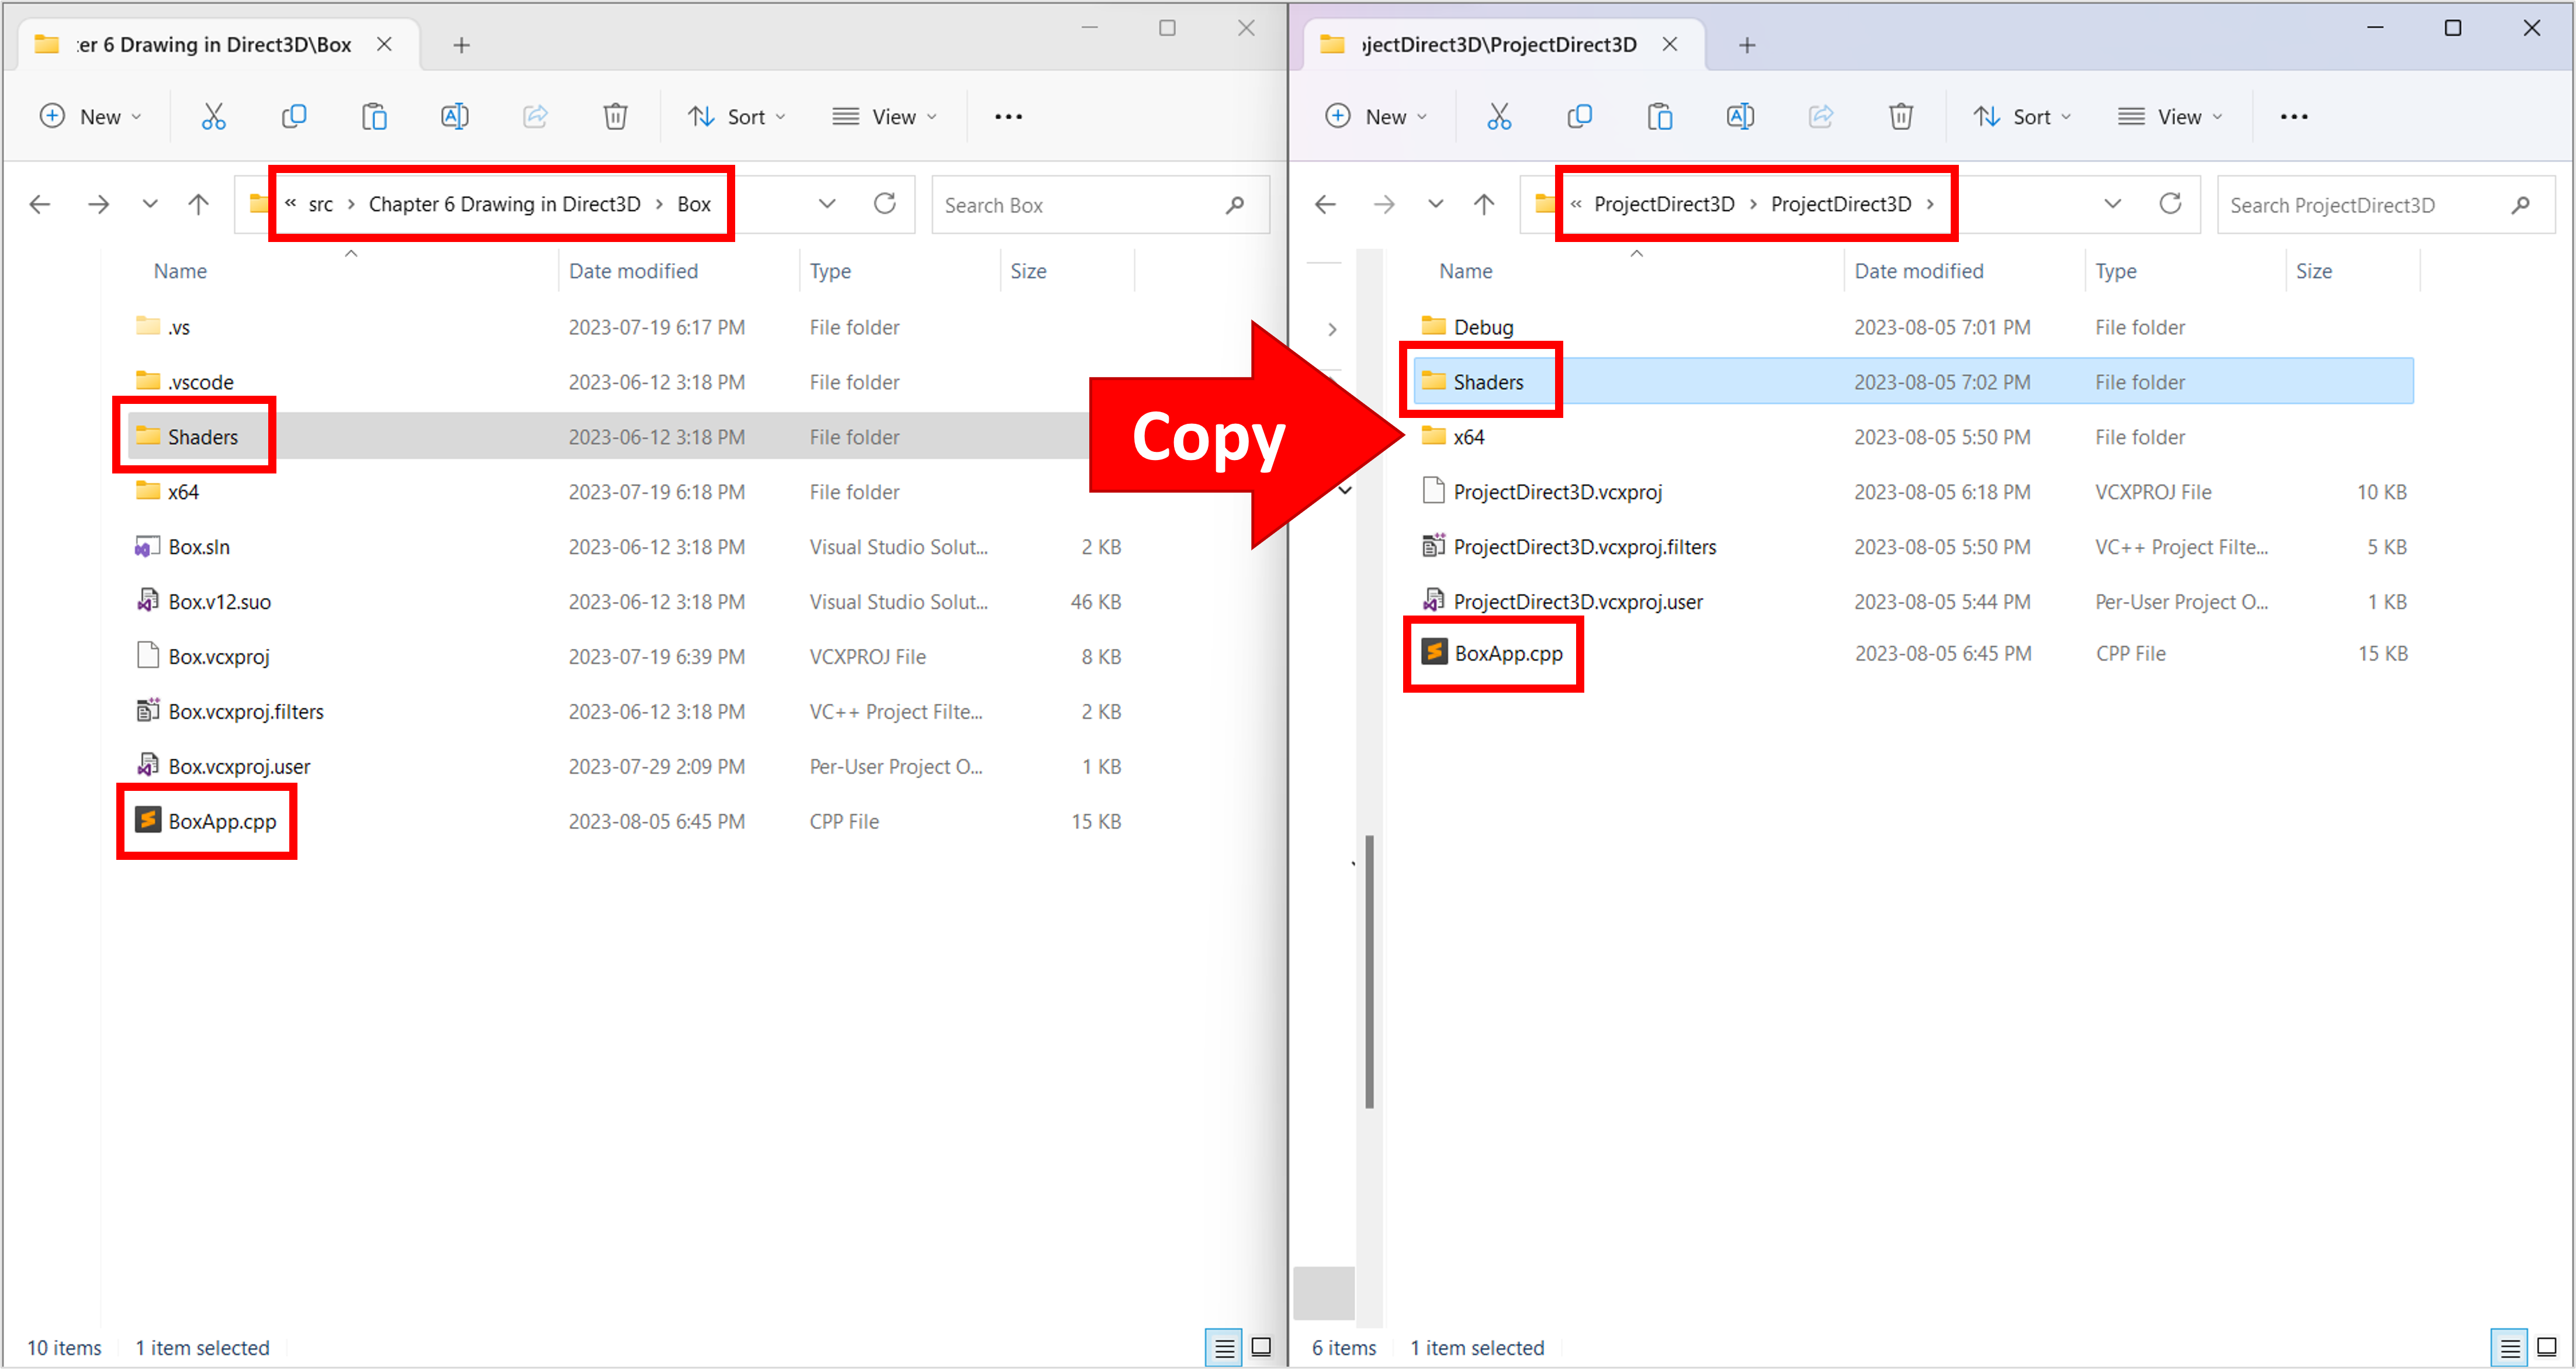 :er 6 Drawing in Direct3D\Box
New
Sort
View
src > Chapter 6 Drawing in Direct3D > Box
Search Box
Name Date modified Type Size
.vs 2023-07-19 6:17 PM File folder
.vscode 2023-06-12 3:18 PM File folder
Shaders 2023-06-12 3:18 PM File folder
x64 2023-07-19 6:18 PM File folder
Box.sln 2023-06-12 3:18 PM Visual Studio Solut... 2 KB
Box.v12.suo 2023-06-12 3:18 PM Visual Studio Solut... 46 KB
Box.vcxproj 2023-07-19 6:39 PM VCXPROJ File 8 KB
Box.vcxproj.filters 2023-06-12 3:18 PM VC++ Project Filte... 2 KB
Box.vcxproj.user 2023-07-29 2:09 PM Per-User Project O... 1 KB
BoxApp.cpp 2023-08-05 6:45 PM CPP File 15 KB
10 items 1 item selected
Copy
ojectDirect3D\ProjectDirect3D
New
Sort
View
« ProjectDirect3D > ProjectDirect3D >
Search ProjectDirect3D
Name Date modified Type Size
Debug 2023-08-05 7:01 PM File folder
Shaders 2023-08-05 7:02 PM File folder
x64 2023-08-05 5:50 PM File folder
ProjectDirect3D.vcxproj 2023-08-05 6:18 PM VCXPROJ File 10 KB
ProjectDirect3D.vcxproj.filters 2023-08-05 5:50 PM VC++ Project Filte... 5 KB
ProjectDirect3D.vcxproj.user 2023-08-05 5:44 PM Per-User Project O... 1 KB
BoxApp.cpp 2023-08-05 6:45 PM CPP File 15 KB
6 items 1 item selected